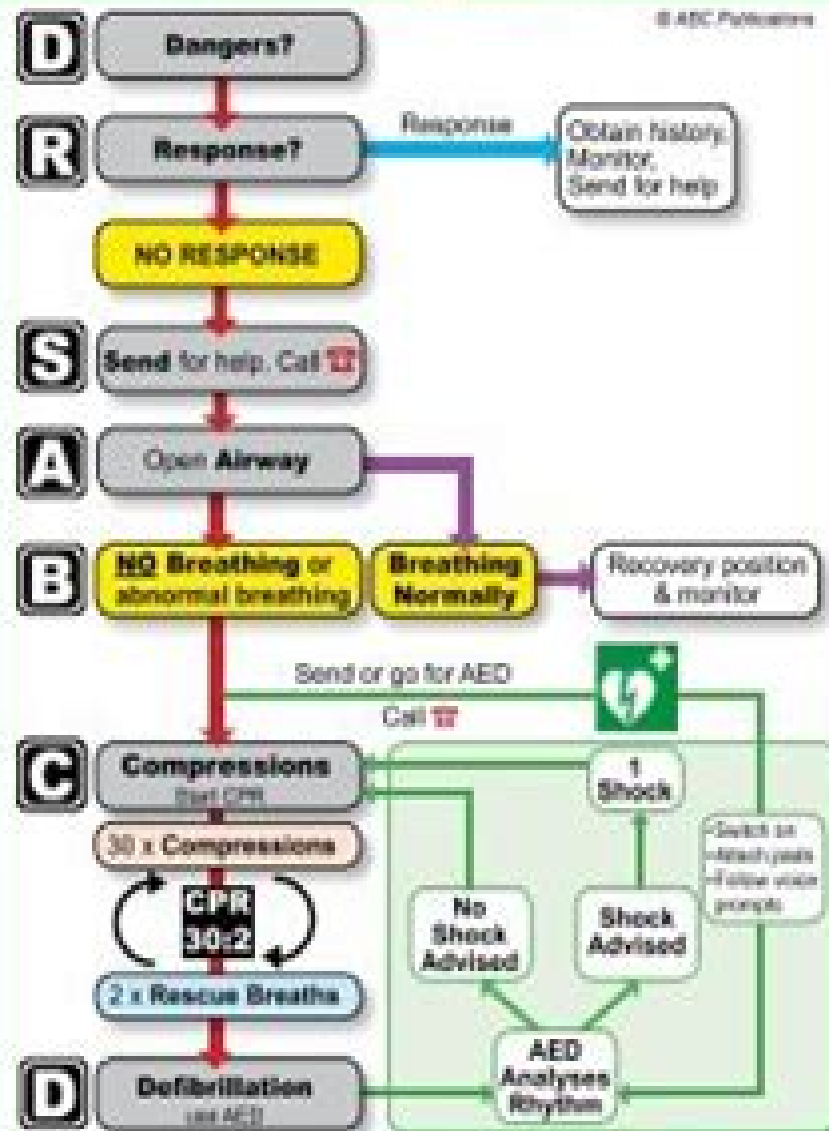 © ABC Publications
D
Dangers?
R
Response?
Response
Obtain history,
Monitor,
Send for help
NO RESPONSE
S
Send for help. Call ☎
A
Open Airway
B
NO Breathing or
abnormal breathing
Breathing
Normally
Recovery position
& monitor
Send or go for AED
Call ☎
C
Compressions
Start CPR
1
Shock
•Switch on
•Attach pads
•Follow voice
prompts
30 x Compressions
CPR
30:2
No
Shock
Advised
Shock
Advised
2 x Rescue Breaths
D
Defibrillation
use AED
AED
Analyses
Rhythm